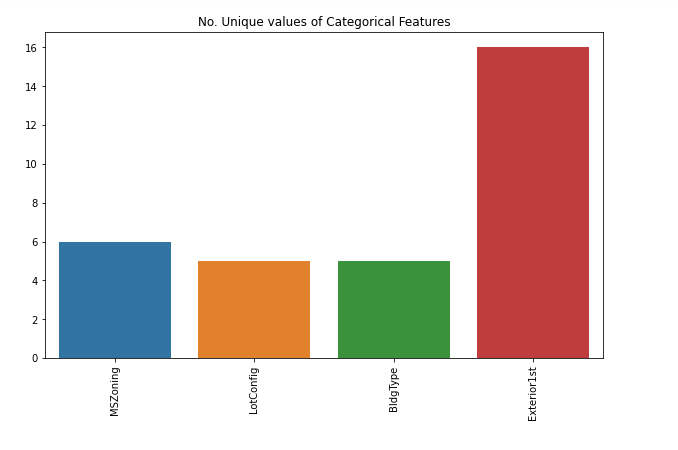 No. Unique values of Categorical Features
16
14
12
10
8
6
4
2
0
MSZoning
LotConfig
BldgType
Exterior1st